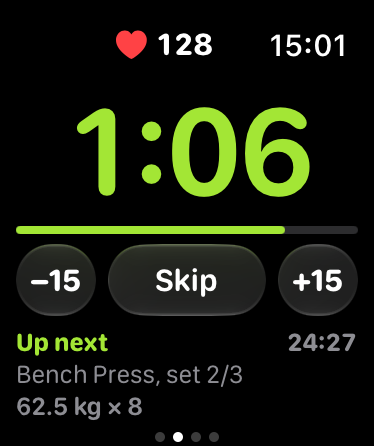 128 15:01
1:06
−15 Skip +15
Up next 24:27
Bench Press, set 2/3
62.5 kg × 8